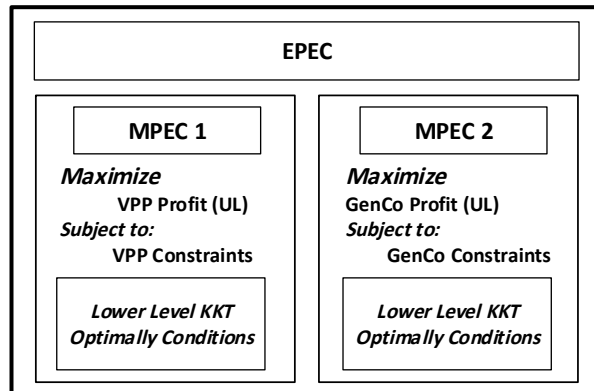 EPEC
MPEC 1
Maximize
VPP Profit (UL)
Subject to:
VPP Constraints
Lower Level KKT
Optimally Conditions
MPEC 2
Maximize
GenCo Profit (UL)
Subject to:
GenCo Constraints
Lower Level KKT
Optimally Conditions